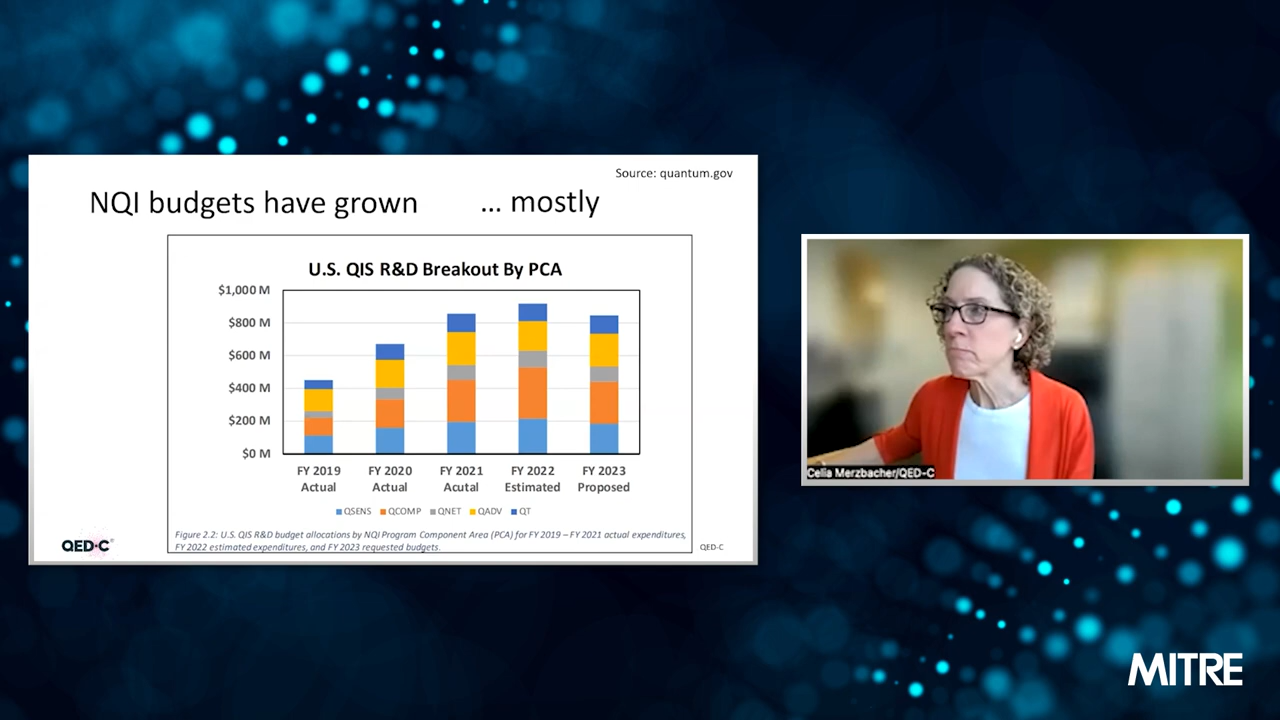 Source: quantum.gov
NQI budgets have grown ... mostly
U.S. QIS R&D Breakout By PCA
$1,000 M
$800 M
$600 M
$400 M
$200 M
$0 M
FY 2019 FY 2020 FY 2021 FY 2022 FY 2023
Actual Actual Acutal Estimated Proposed
QSENS QCOMP QNET QADV QT
Figure 2.2: U.S. QIS R&D budget allocations by NQI Program Component Area (PCA) for FY 2019 – FY 2021 actual expenditures,
FY 2022 estimated expenditures, and FY 2023 requested budgets.
QED·C
QED-C
Celia Merzbacher/QED-C
MITRE